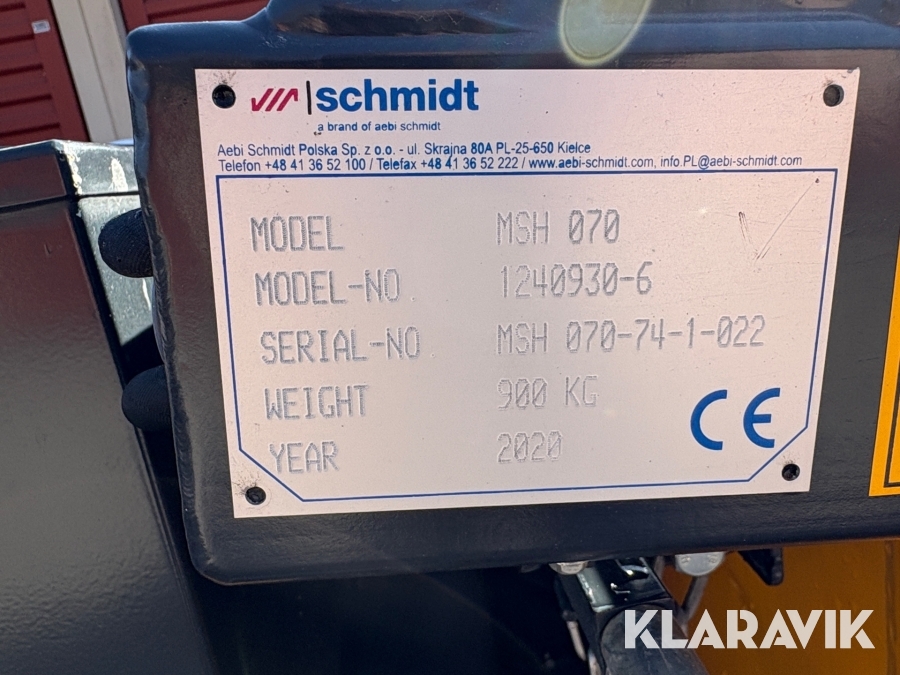 schmidt
a brand of aebi schmidt
Aebi Schmidt Polska Sp. z o.o. - ul. Skrajna 80A PL-25-650 Kielce
Telefon +48 41 36 52 100 / Telefax +48 41 36 52 222 / www.aebi-schmidt.com, info.PL@aebi-schmidt.com
MODEL MSH 070
MODEL-NO 1240930-6
SERIAL-NO MSH 070-74-1-022
WEIGHT 900 KG
YEAR 2020
CE
KLARAVIK